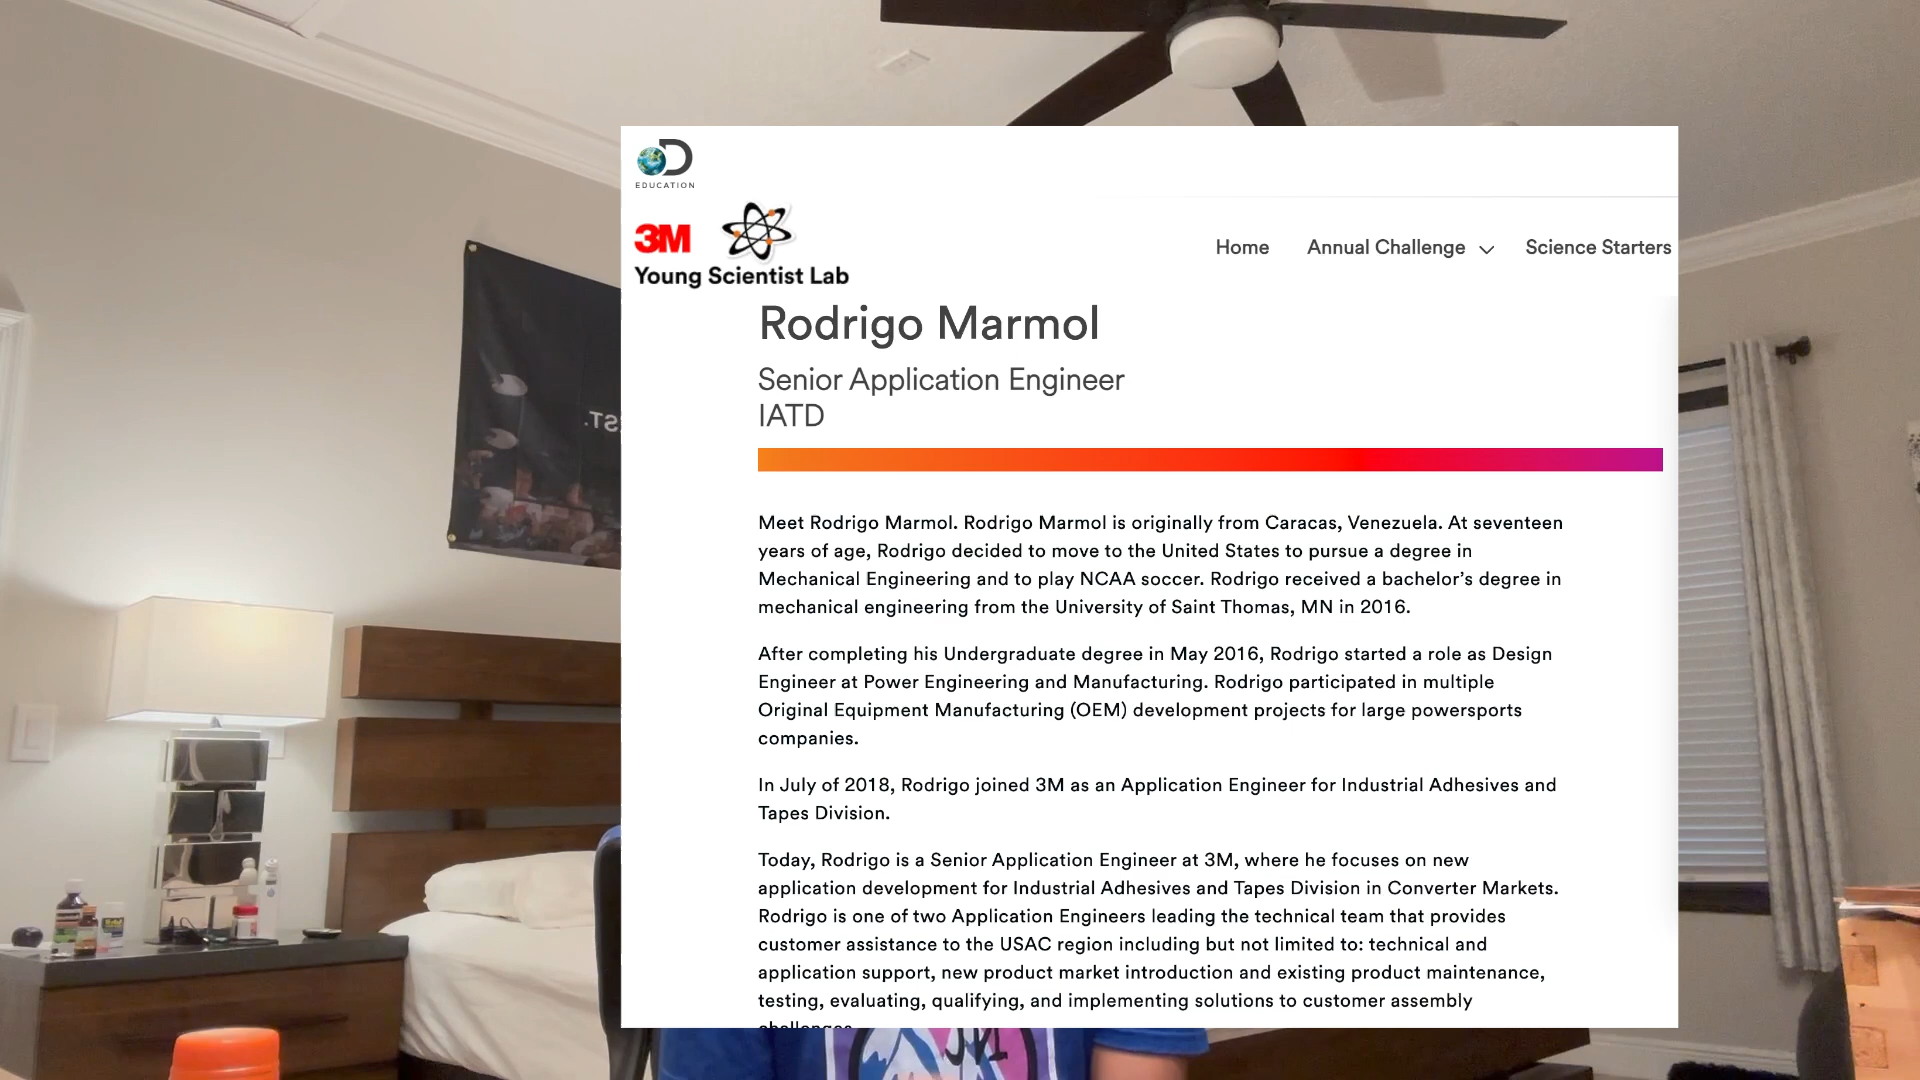 EDUCATION
3M
Young Scientist Lab
Home Annual Challenge Science Starters
Rodrigo Marmol
Senior Application Engineer
IATD
Meet Rodrigo Marmol. Rodrigo Marmol is originally from Caracas, Venezuela. At seventeen
years of age, Rodrigo decided to move to the United States to pursue a degree in
Mechanical Engineering and to play NCAA soccer. Rodrigo received a bachelor’s degree in
mechanical engineering from the University of Saint Thomas, MN in 2016.
After completing his Undergraduate degree in May 2016, Rodrigo started a role as Design
Engineer at Power Engineering and Manufacturing. Rodrigo participated in multiple
Original Equipment Manufacturing (OEM) development projects for large powersports
companies.
In July of 2018, Rodrigo joined 3M as an Application Engineer for Industrial Adhesives and
Tapes Division.
Today, Rodrigo is a Senior Application Engineer at 3M, where he focuses on new
application development for Industrial Adhesives and Tapes Division in Converter Markets.
Rodrigo is one of two Application Engineers leading the technical team that provides
customer assistance to the USAC region including but not limited to: technical and
application support, new product market introduction and existing product maintenance,
testing, evaluating, qualifying, and implementing solutions to customer assembly